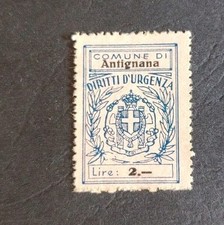 COMUNE DI
Antignana
DIRITTI D'URGENZA
Lire: 2.—